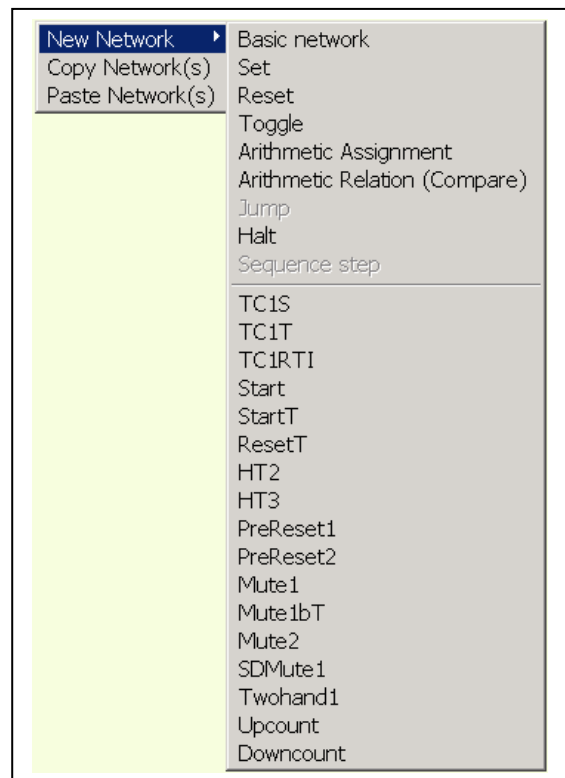 New Network
Copy Network(s)
Paste Network(s)
Basic network
Set
Reset
Toggle
Arithmetic Assignment
Arithmetic Relation (Compare)
Jump
Halt
Sequence step
TC1S
TC1T
TC1RTI
Start
StartT
ResetT
HT2
HT3
PreReset1
PreReset2
Mute1
Mute1bT
Mute2
SDMute1
Twohand1
Upcount
Downcount